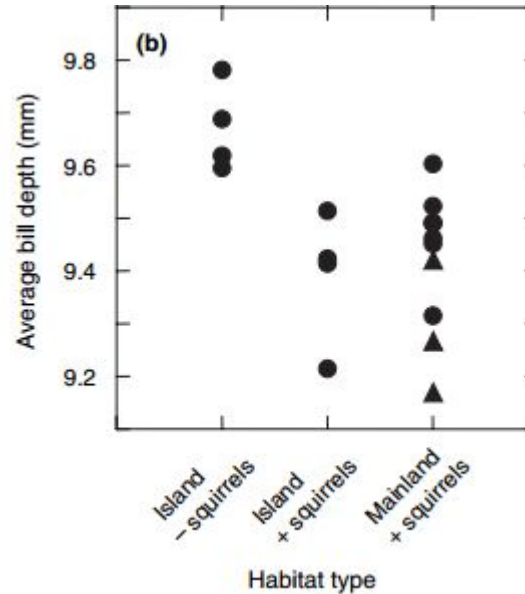 (b)
Average bill depth (mm)
9.8
9.6
9.4
9.2
Island
– squirrels
Island
+ squirrels
Mainland
+ squirrels
Habitat type